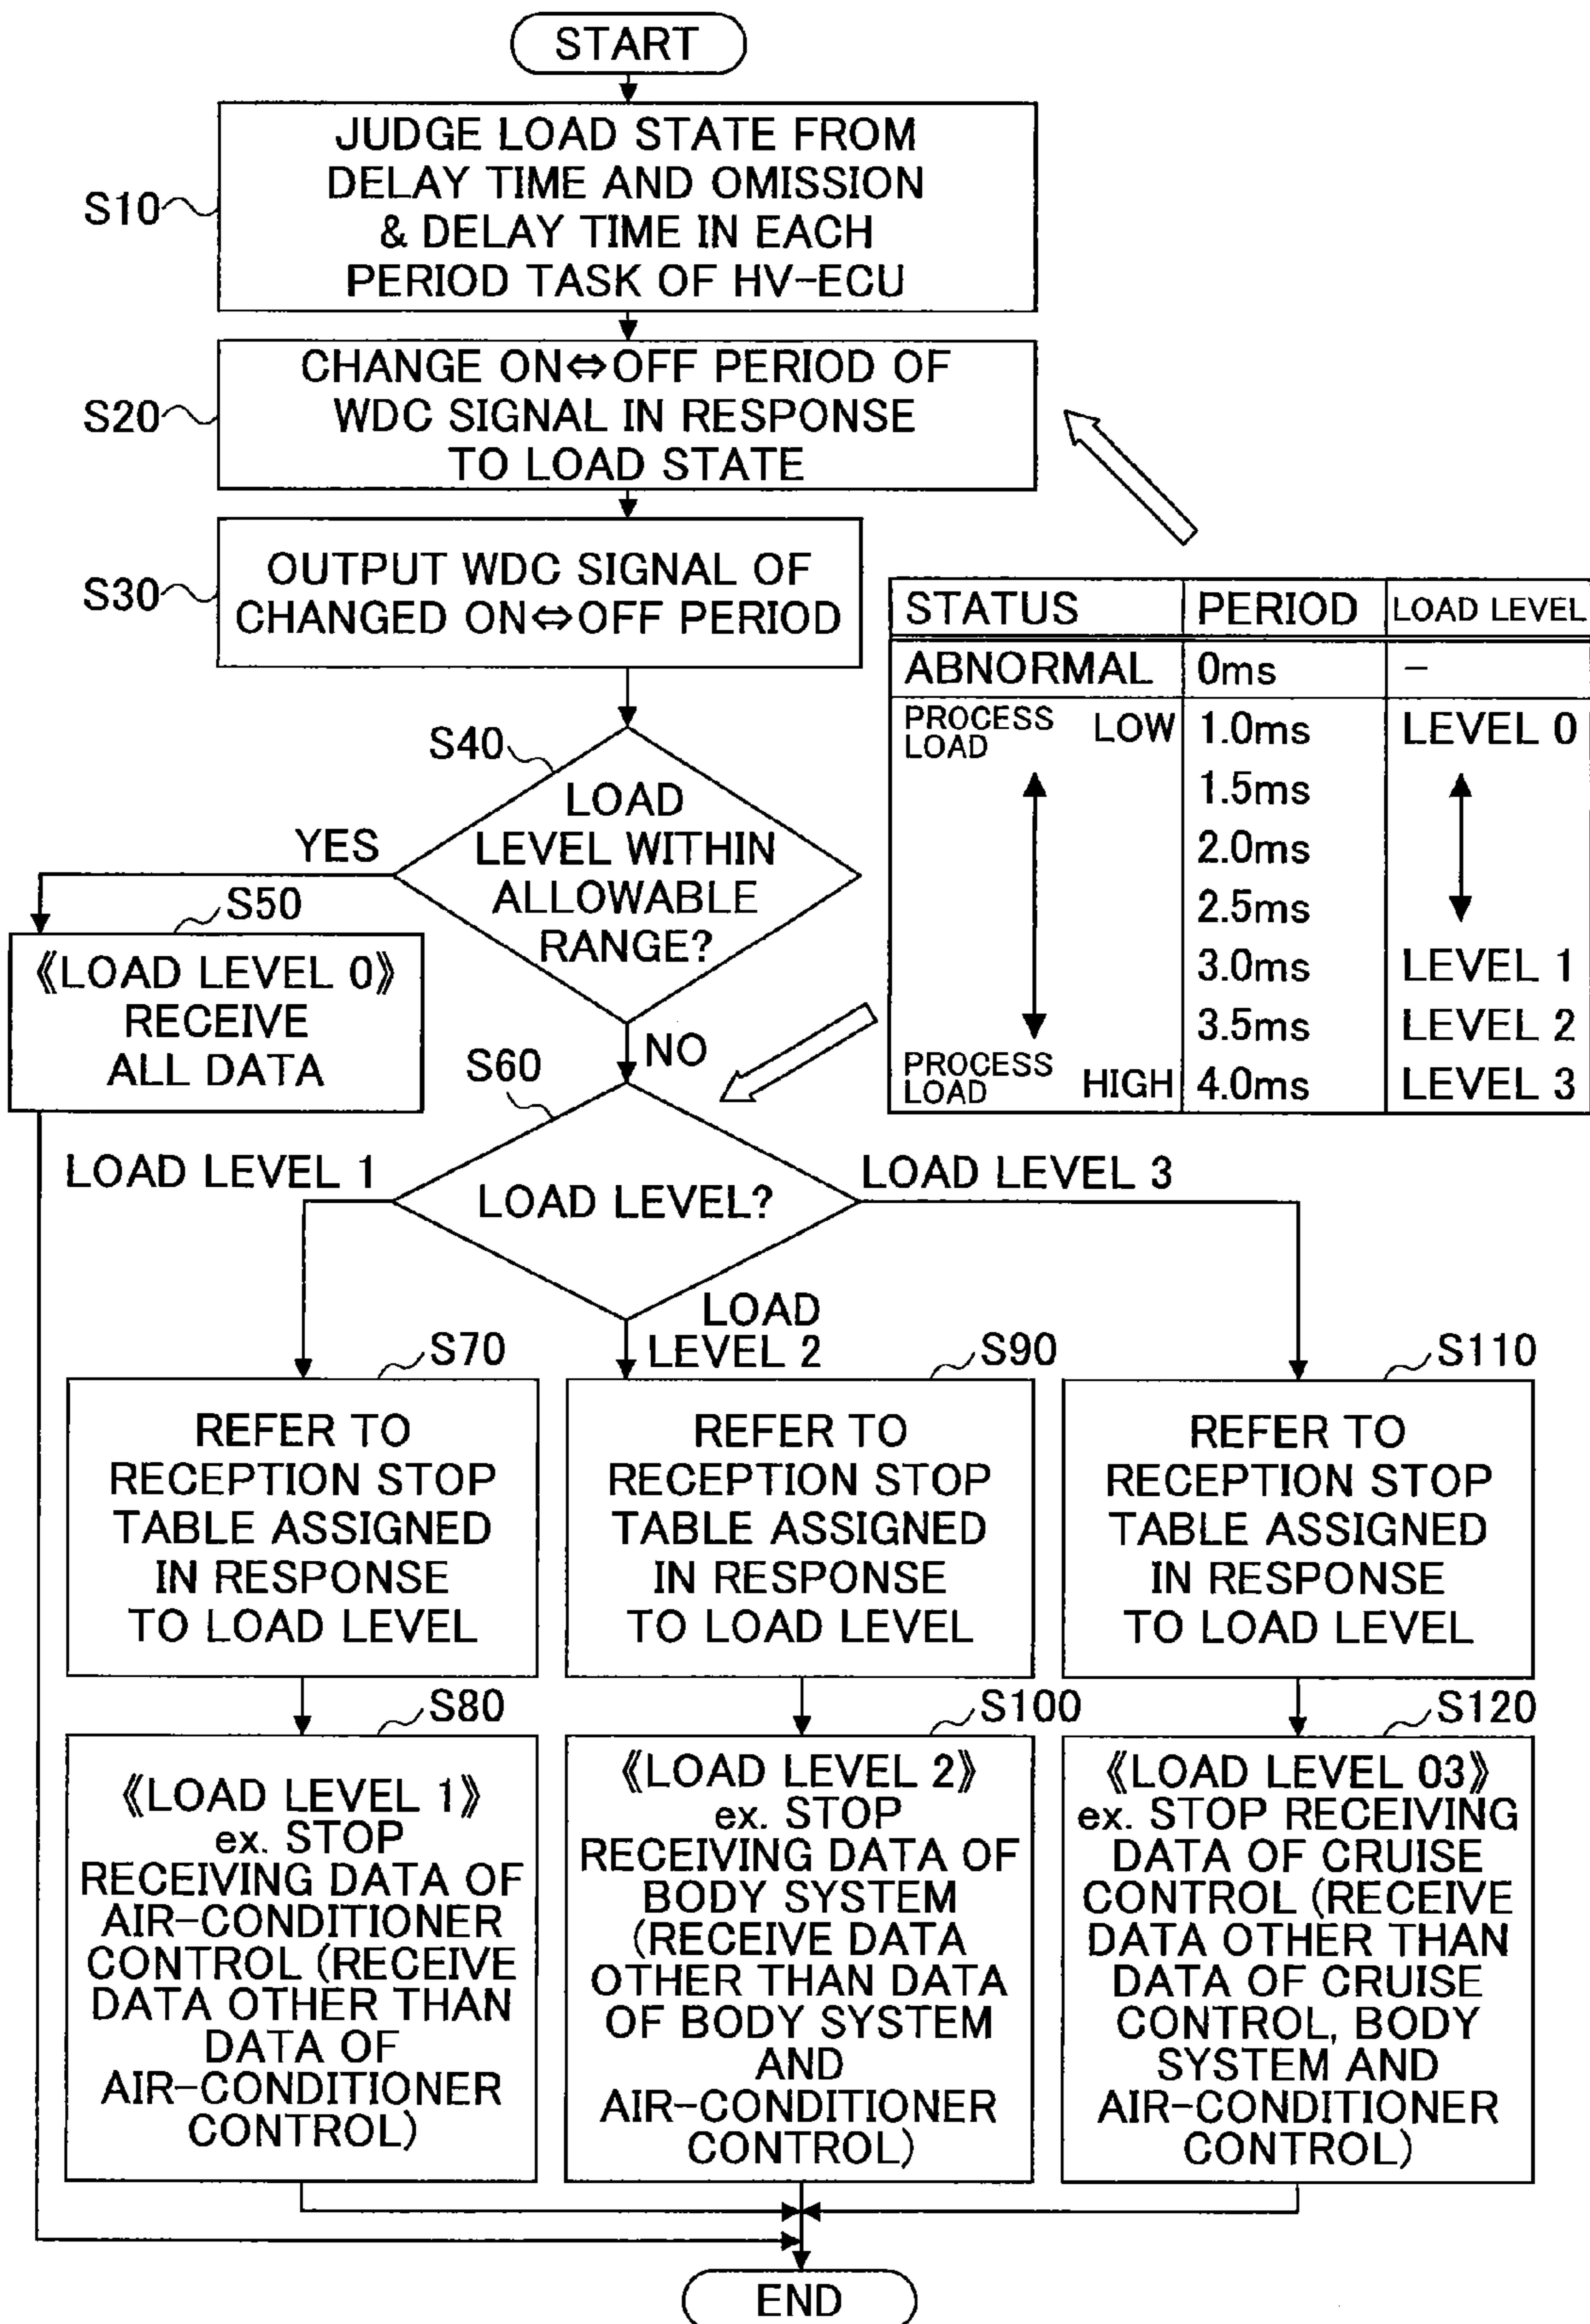 START
JUDGE LOAD STATE FROM
DELAY TIME AND OMISSION
& DELAY TIME IN EACH
PERIOD TASK OF HV-ECU
S10
CHANGE ON⇔OFF PERIOD OF
WDC SIGNAL IN RESPONSE
TO LOAD STATE
S20
OUTPUT WDC SIGNAL OF
CHANGED ON⇔OFF PERIOD
S30
STATUS PERIOD LOAD LEVEL
ABNORMAL 0ms -
PROCESS
LOAD LOW 1.0ms LEVEL 0
1.5ms
2.0ms
2.5ms
3.0ms LEVEL 1
3.5ms LEVEL 2
PROCESS
LOAD HIGH 4.0ms LEVEL 3
S40
LOAD
LEVEL WITHIN
ALLOWABLE
RANGE?
YES
S50
《LOAD LEVEL 0》
RECEIVE
ALL DATA
NO
S60
LOAD LEVEL?
LOAD LEVEL 1
LOAD
LEVEL 2
LOAD LEVEL 3
S70
REFER TO
RECEPTION STOP
TABLE ASSIGNED
IN RESPONSE
TO LOAD LEVEL
S90
REFER TO
RECEPTION STOP
TABLE ASSIGNED
IN RESPONSE
TO LOAD LEVEL
S110
REFER TO
RECEPTION STOP
TABLE ASSIGNED
IN RESPONSE
TO LOAD LEVEL
S80
《LOAD LEVEL 1》
ex. STOP
RECEIVING DATA OF
AIR-CONDITIONER
CONTROL (RECEIVE
DATA OTHER THAN
DATA OF
AIR-CONDITIONER
CONTROL)
S100
《LOAD LEVEL 2》
ex. STOP
RECEIVING DATA OF
BODY SYSTEM
(RECEIVE DATA
OTHER THAN DATA
OF BODY SYSTEM
AND
AIR-CONDITIONER
CONTROL)
S120
《LOAD LEVEL 03》
ex. STOP RECEIVING
DATA OF CRUISE
CONTROL (RECEIVE
DATA OTHER THAN
DATA OF CRUISE
CONTROL, BODY
SYSTEM AND
AIR-CONDITIONER
CONTROL)
END